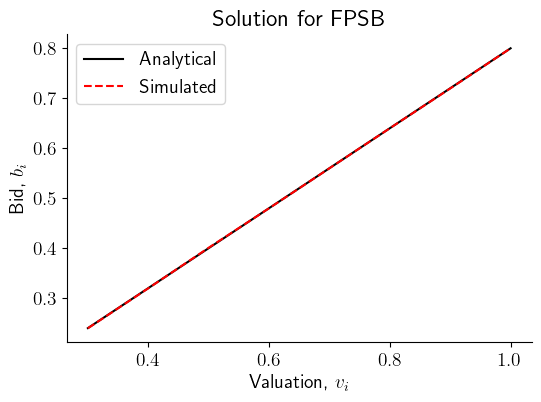 Solution for FPSB
Analytical
Simulated
0.8
0.7
0.6
0.5
0.4
0.3
Bid, b_i
0.4 0.6 0.8 1.0
Valuation, v_i